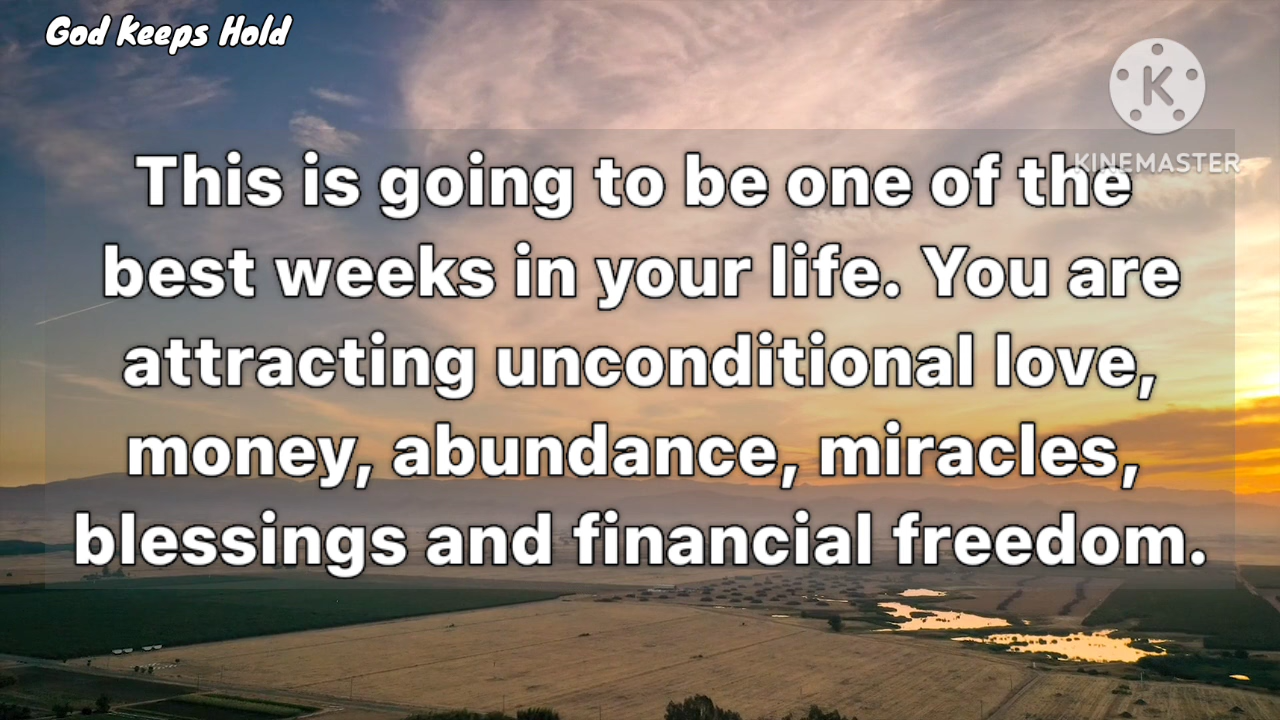 God Keeps Hold
K
KINEMASTER
This is going to be one of the
best weeks in your life. You are
attracting unconditional love,
money, abundance, miracles,
blessings and financial freedom.